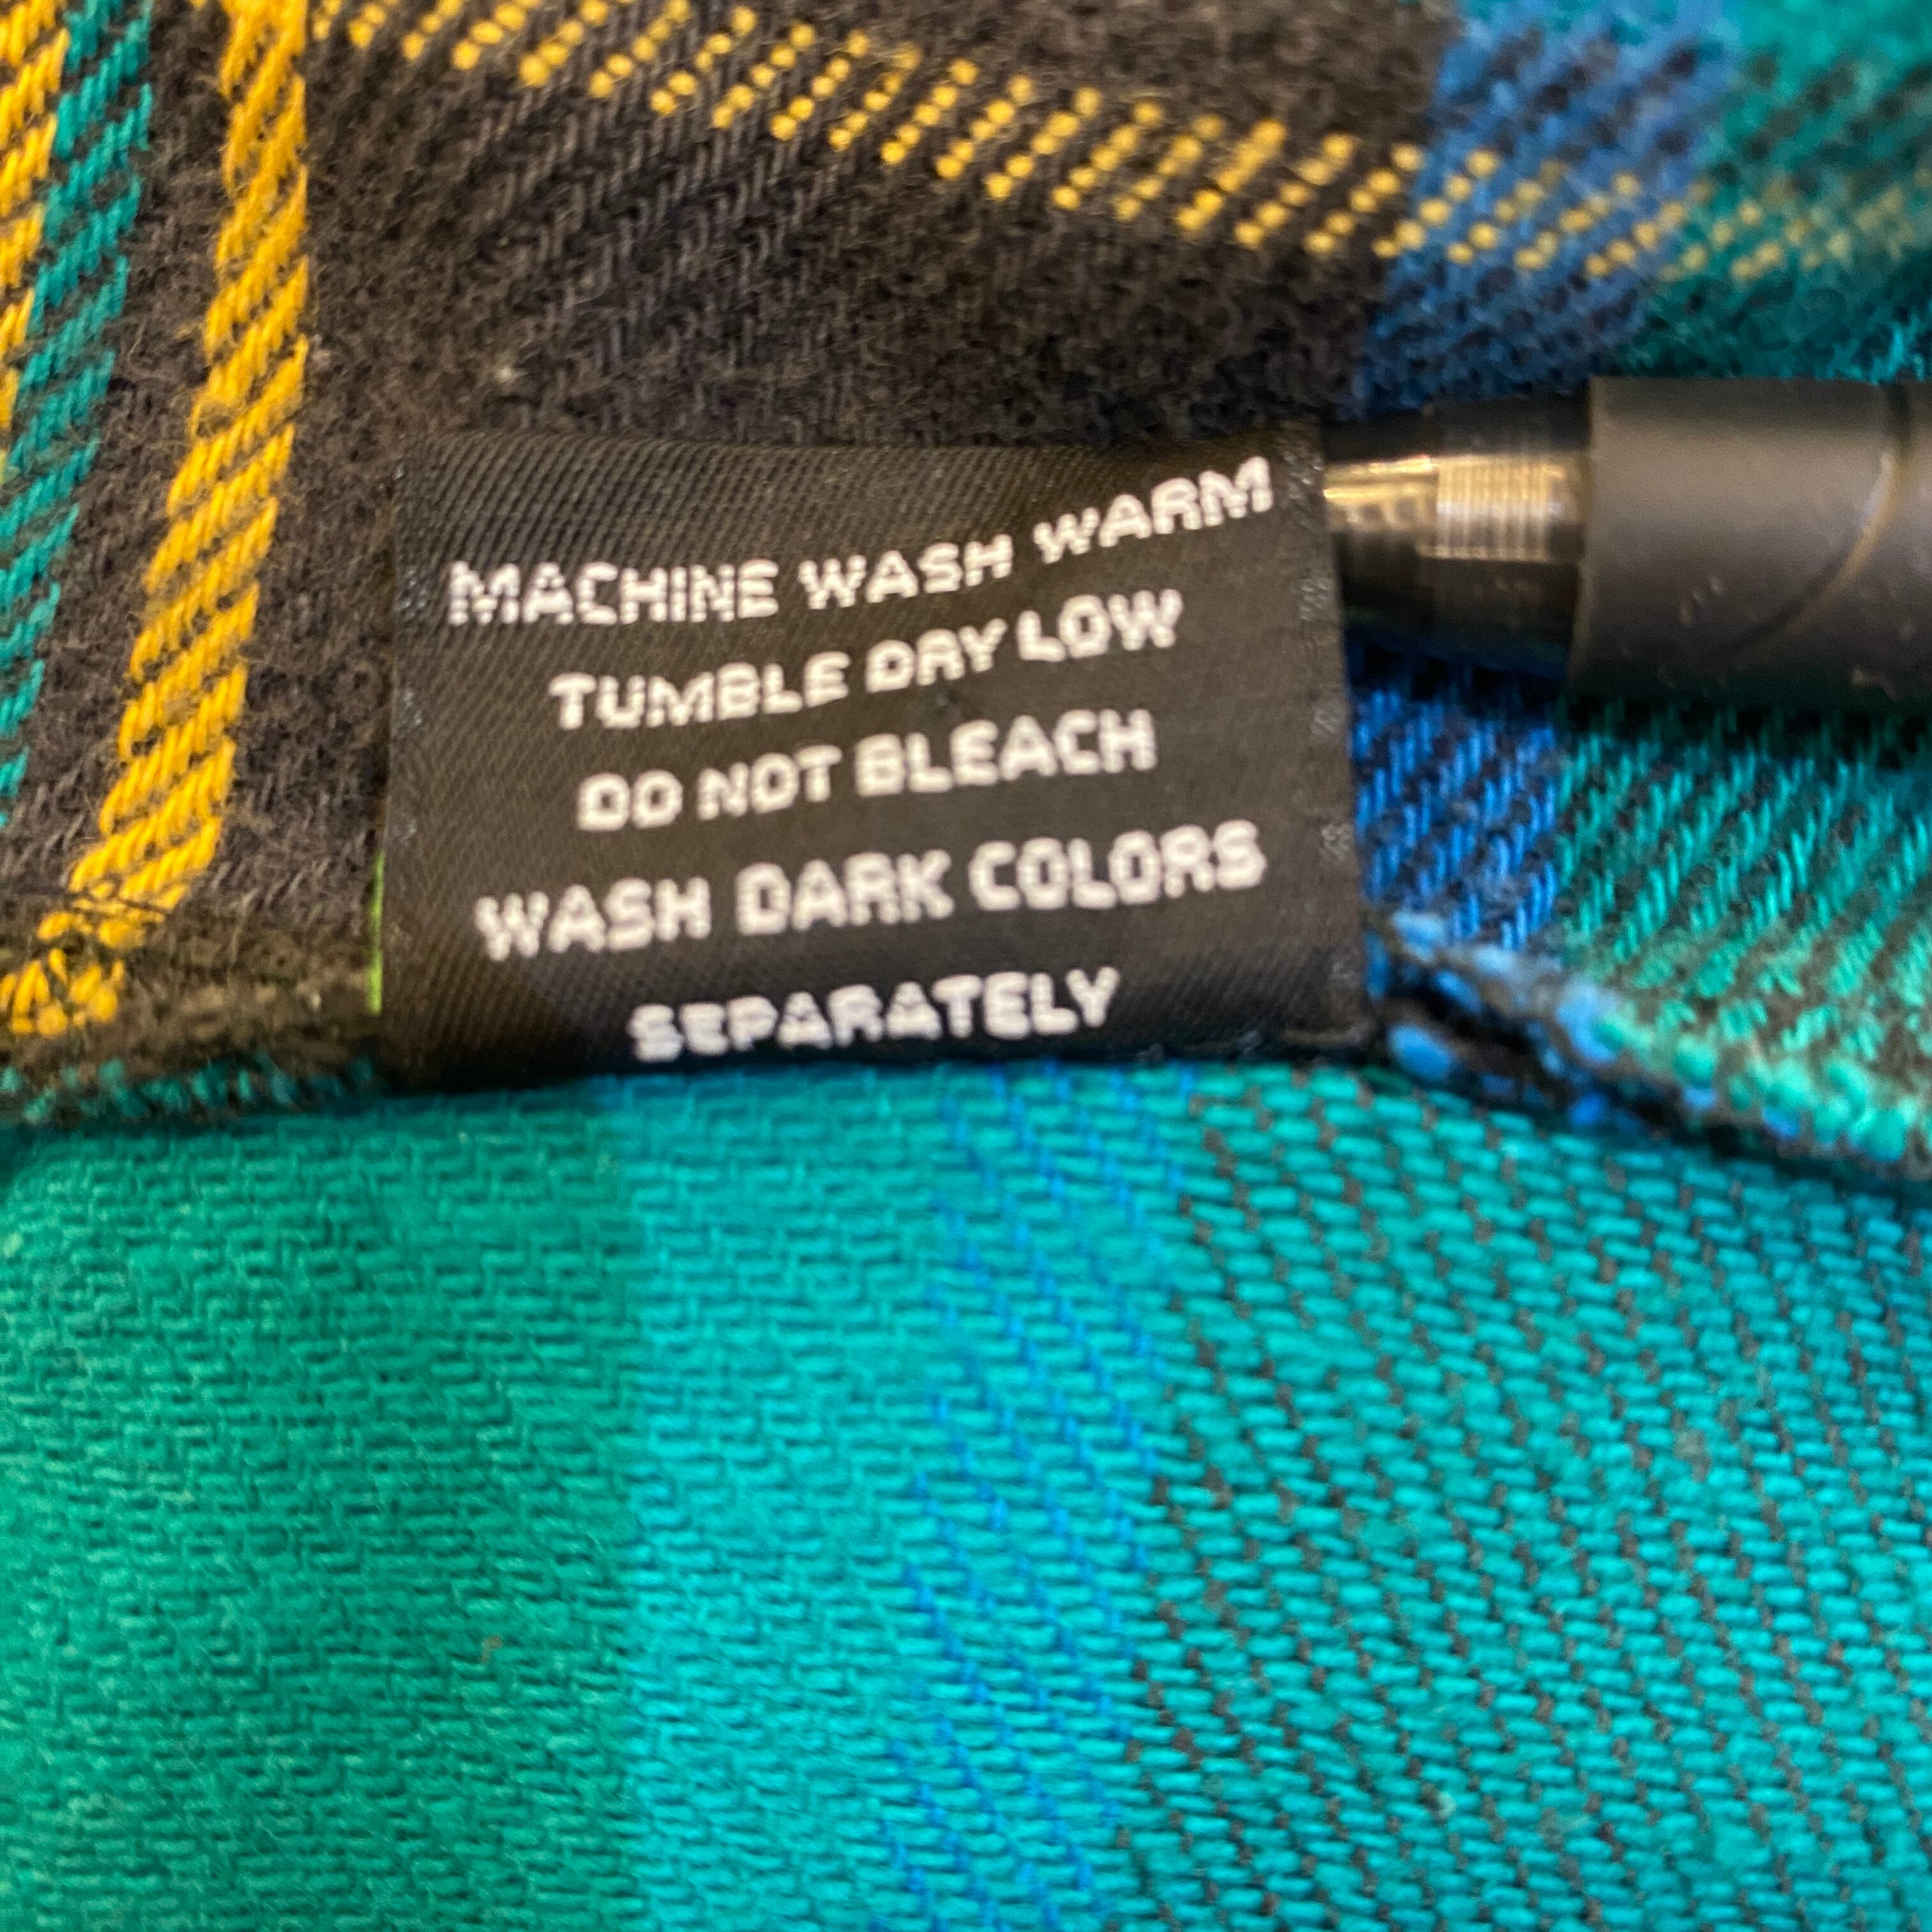 MACHINE WASH WARM
TUMBLE DRY LOW
DO NOT BLEACH
WASH DARK COLORS
SEPARATELY